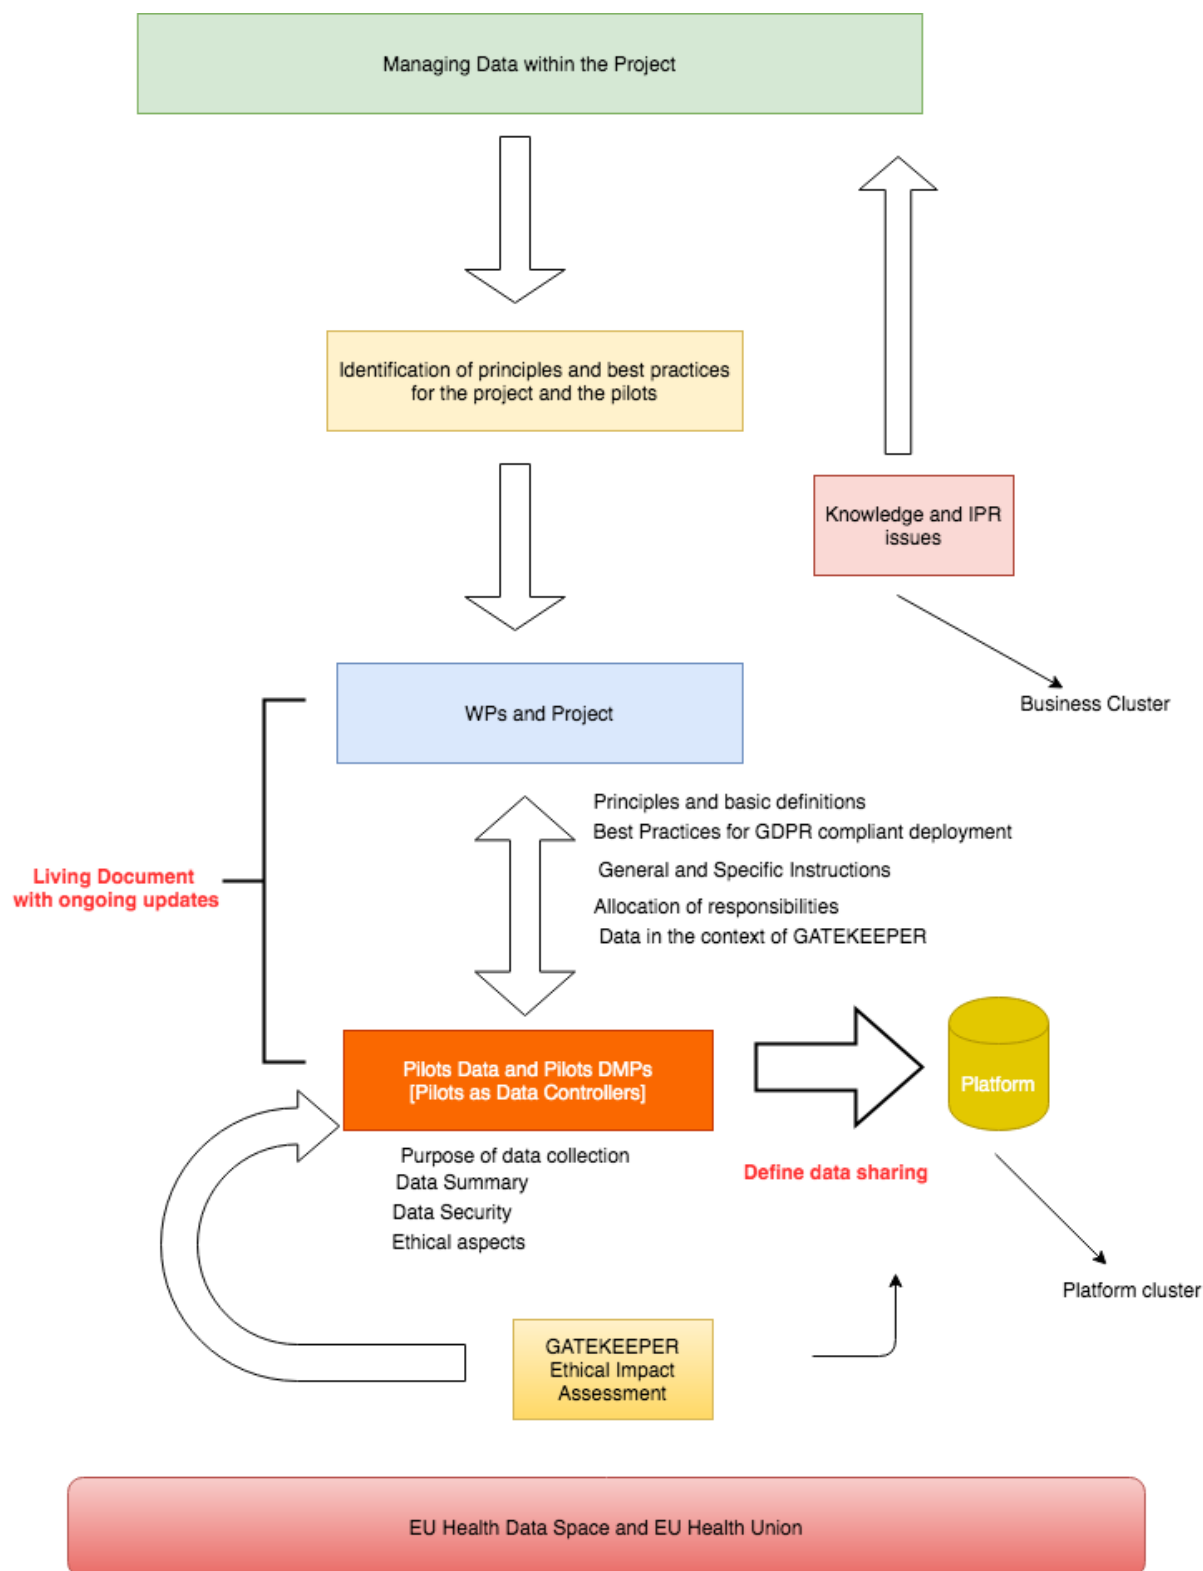 Managing Data within the Project
Identification of principles and best practices
for the project and the pilots
Knowledge and IPR
issues
WPs and Project
Business Cluster
Principles and basic definitions
Best Practices for GDPR compliant deployment
General and Specific Instructions
Allocation of responsibilities
Data in the context of GATEKEEPER
Living Document
with ongoing updates
Pilots Data and Pilots DMPs
[Pilots as Data Controllers]
Platform
Purpose of data collection
Data Summary
Data Security
Ethical aspects
Define data sharing
Platform cluster
GATEKEEPER
Ethical Impact
Assessment
EU Health Data Space and EU Health Union